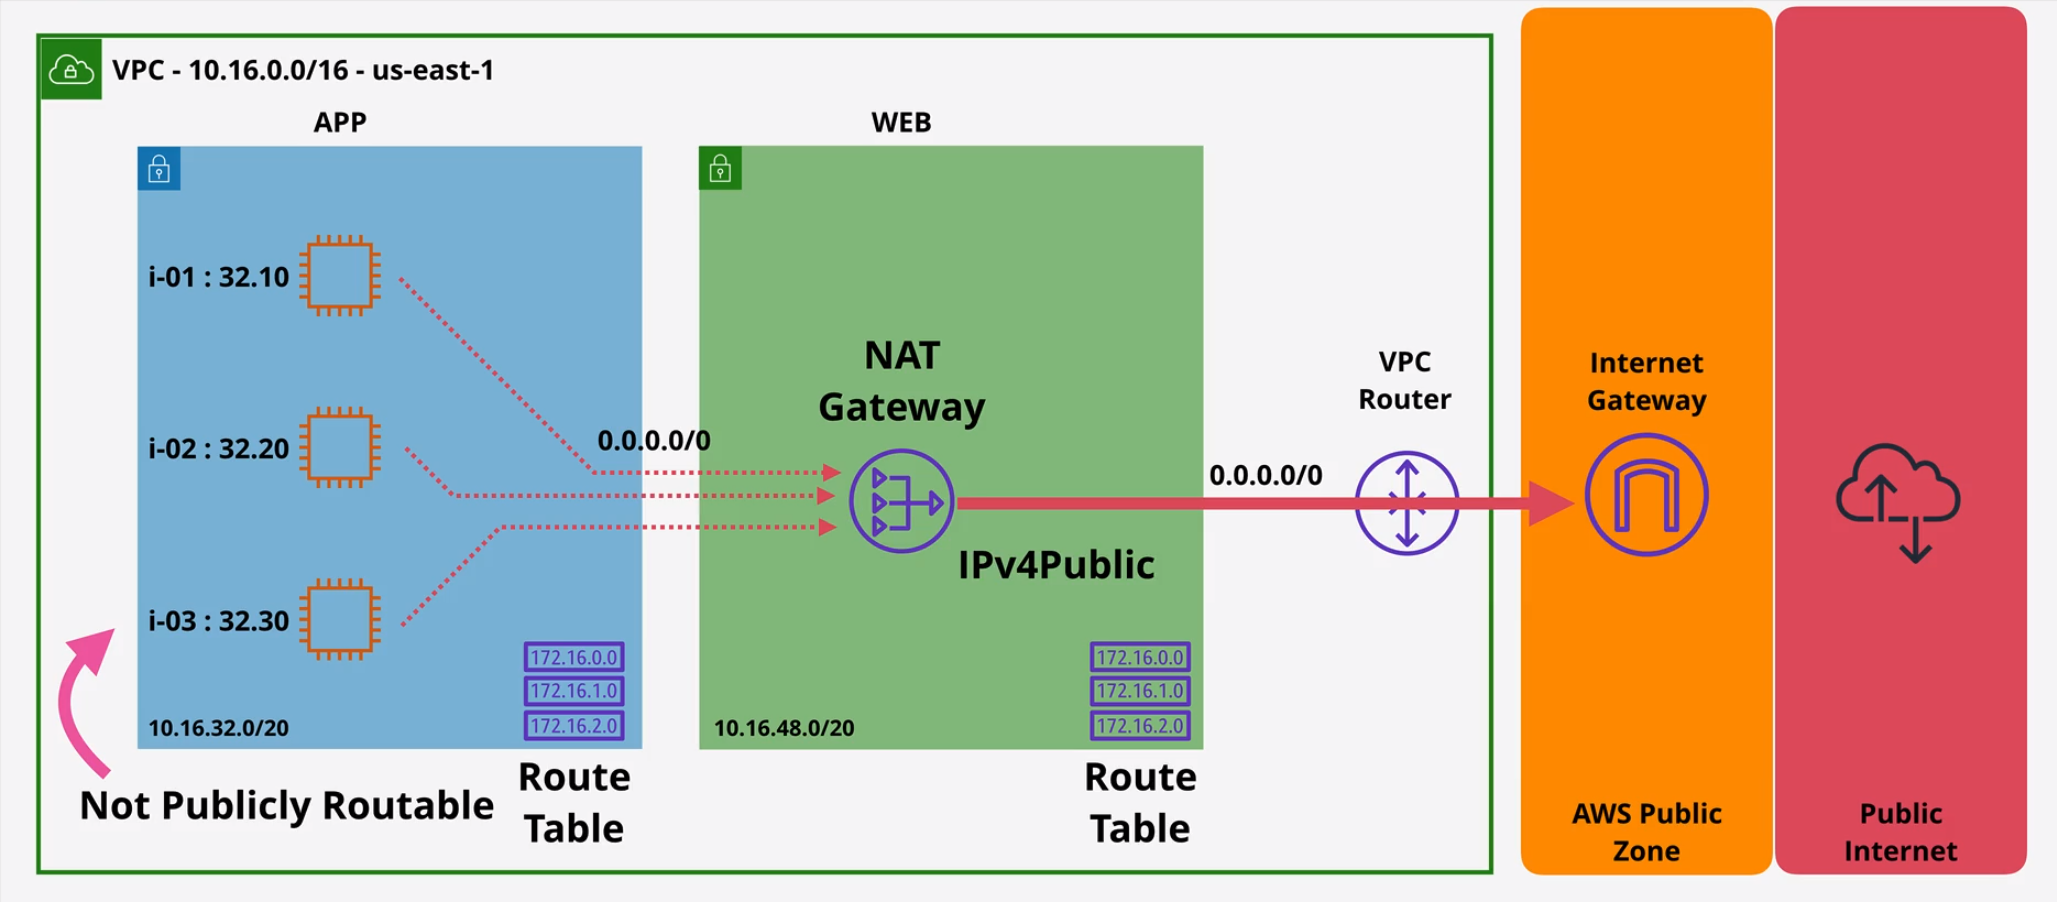 VPC - 10.16.0.0/16 - us-east-1
APP
WEB
i-01 : 32.10
i-02 : 32.20
i-03 : 32.30
0.0.0.0/0
NAT
Gateway
IPv4Public
0.0.0.0/0
VPC
Router
Internet
Gateway
172.16.0.0
172.16.1.0
172.16.2.0
10.16.32.0/20
172.16.0.0
172.16.1.0
172.16.2.0
10.16.48.0/20
Not Publicly Routable
Route
Table
Route
Table
AWS Public
Zone
Public
Internet